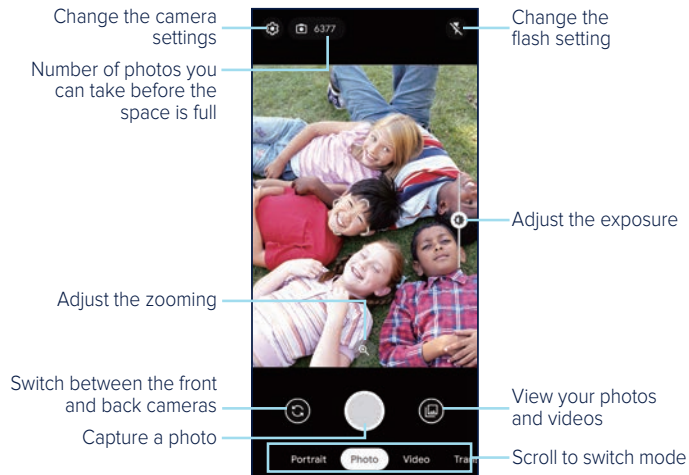 Change the camera
settings
6377
Change the
flash setting
Number of photos you
can take before the
space is full
Adjust the exposure
Adjust the zooming
Switch between the front
and back cameras
View your photos
and videos
Capture a photo
Portrait Photo Video Tran
Scroll to switch mode